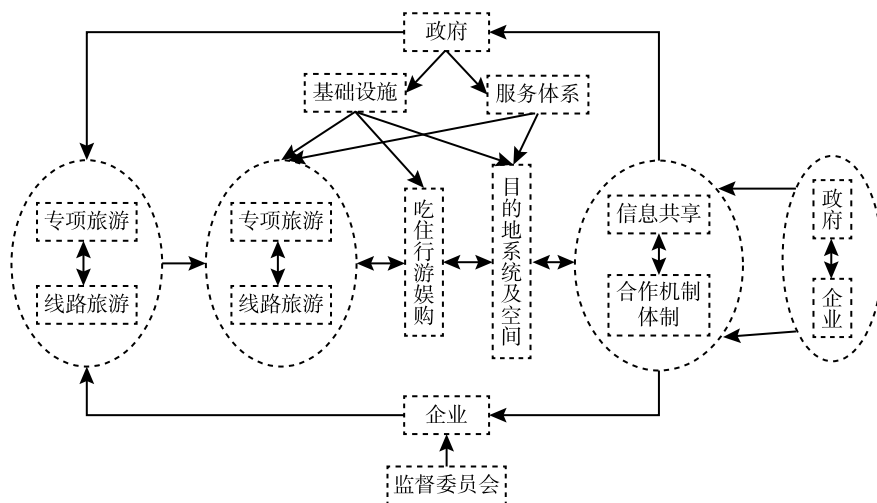 政府
基础设施
服务体系
专项旅游
线路旅游
专项旅游
线路旅游
吃住行游娱购
目的地系统及空间
信息共享
合作机制
体制
政府
企业
企业
监督委员会